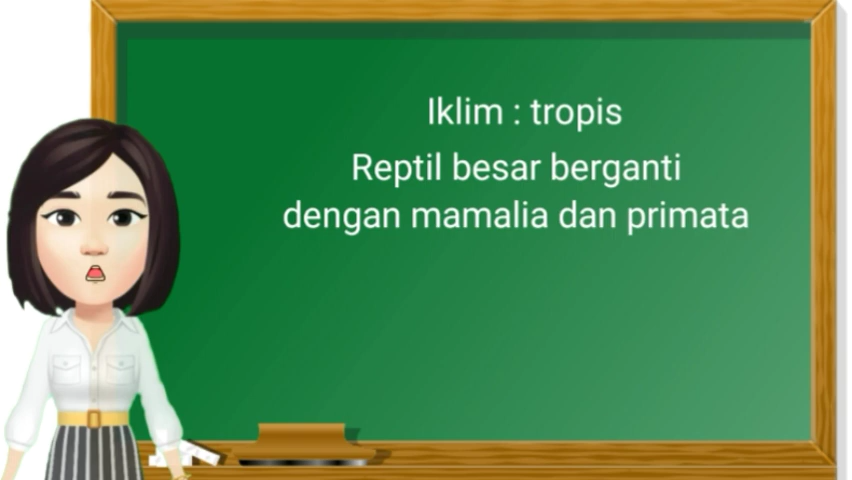 Iklim : tropis
Reptil besar berganti
dengan mamalia dan primata